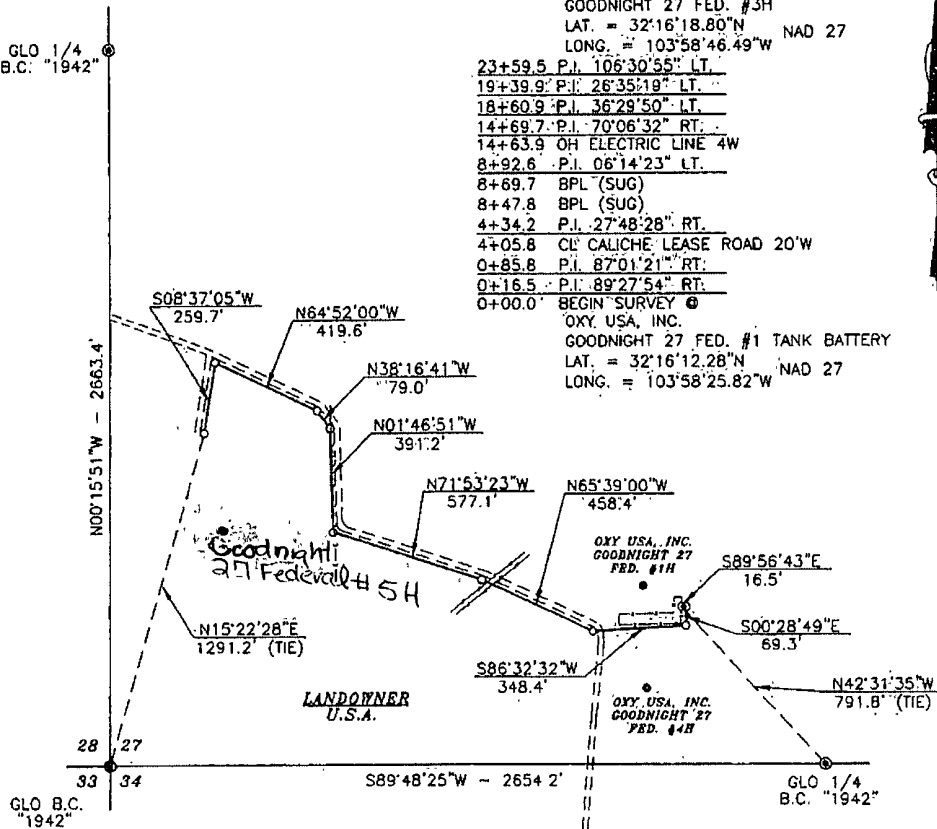 GOODNIGHT 27 FED. #3H
LAT. = 32°16'18.80"N
LONG. = 103°58'46.49"W
NAD 27
23+59.5 P.I. 106°30'55" LT.
19+39.9 P.I. 26°35'19" LT.
18+60.9 P.I. 36°29'50" LT.
14+69.7 P.I. 70°06'32" RT.
14+63.9 OH ELECTRIC LINE 4W
8+92.6 P.I. 06°14'23" LT.
8+69.7 BPL (SUG)
8+47.8 BPL (SUG)
4+34.2 P.I. 27°48'28" RT.
4+05.8 CL CALICHE LEASE ROAD 20'W
0+85.8 P.I. 87°01'21" RT.
0+16.5 P.I. 89°27'54" RT.
0+00.0 BEGIN SURVEY @
OXY USA, INC.
GOODNIGHT 27 FED. #1 TANK BATTERY
LAT. = 32°16'12.28"N
LONG. = 103°58'25.82"W
NAD 27
GLO 1/4
B.C. "1942"
S08°37'05"W
259.7'
N64°52'00"W
419.6'
N38°16'41"W
79.0'
N01°46'51"W
391.2'
N00°15'51"W - 2663.4'
N71°53'23"W
577.1'
N65°39'00"W
458.4'
Goodnight
27 Federal #5H
OXY USA, INC.
GOODNIGHT 27
FED. #1H
S89°56'43"E
16.5'
N15°22'28"E
1291.2' (TIE)
S00°28'49"E
69.3'
S86°32'32"W
348.4'
N42°31'35"W
791.8' (TIE)
LANDOWNER
U.S.A.
OXY USA, INC.
GOODNIGHT 27
FED. #4H
28 27
33 34
S89°48'25"W - 2654.2'
GLO B.C.
"1942"
GLO 1/4
B.C. "1942"